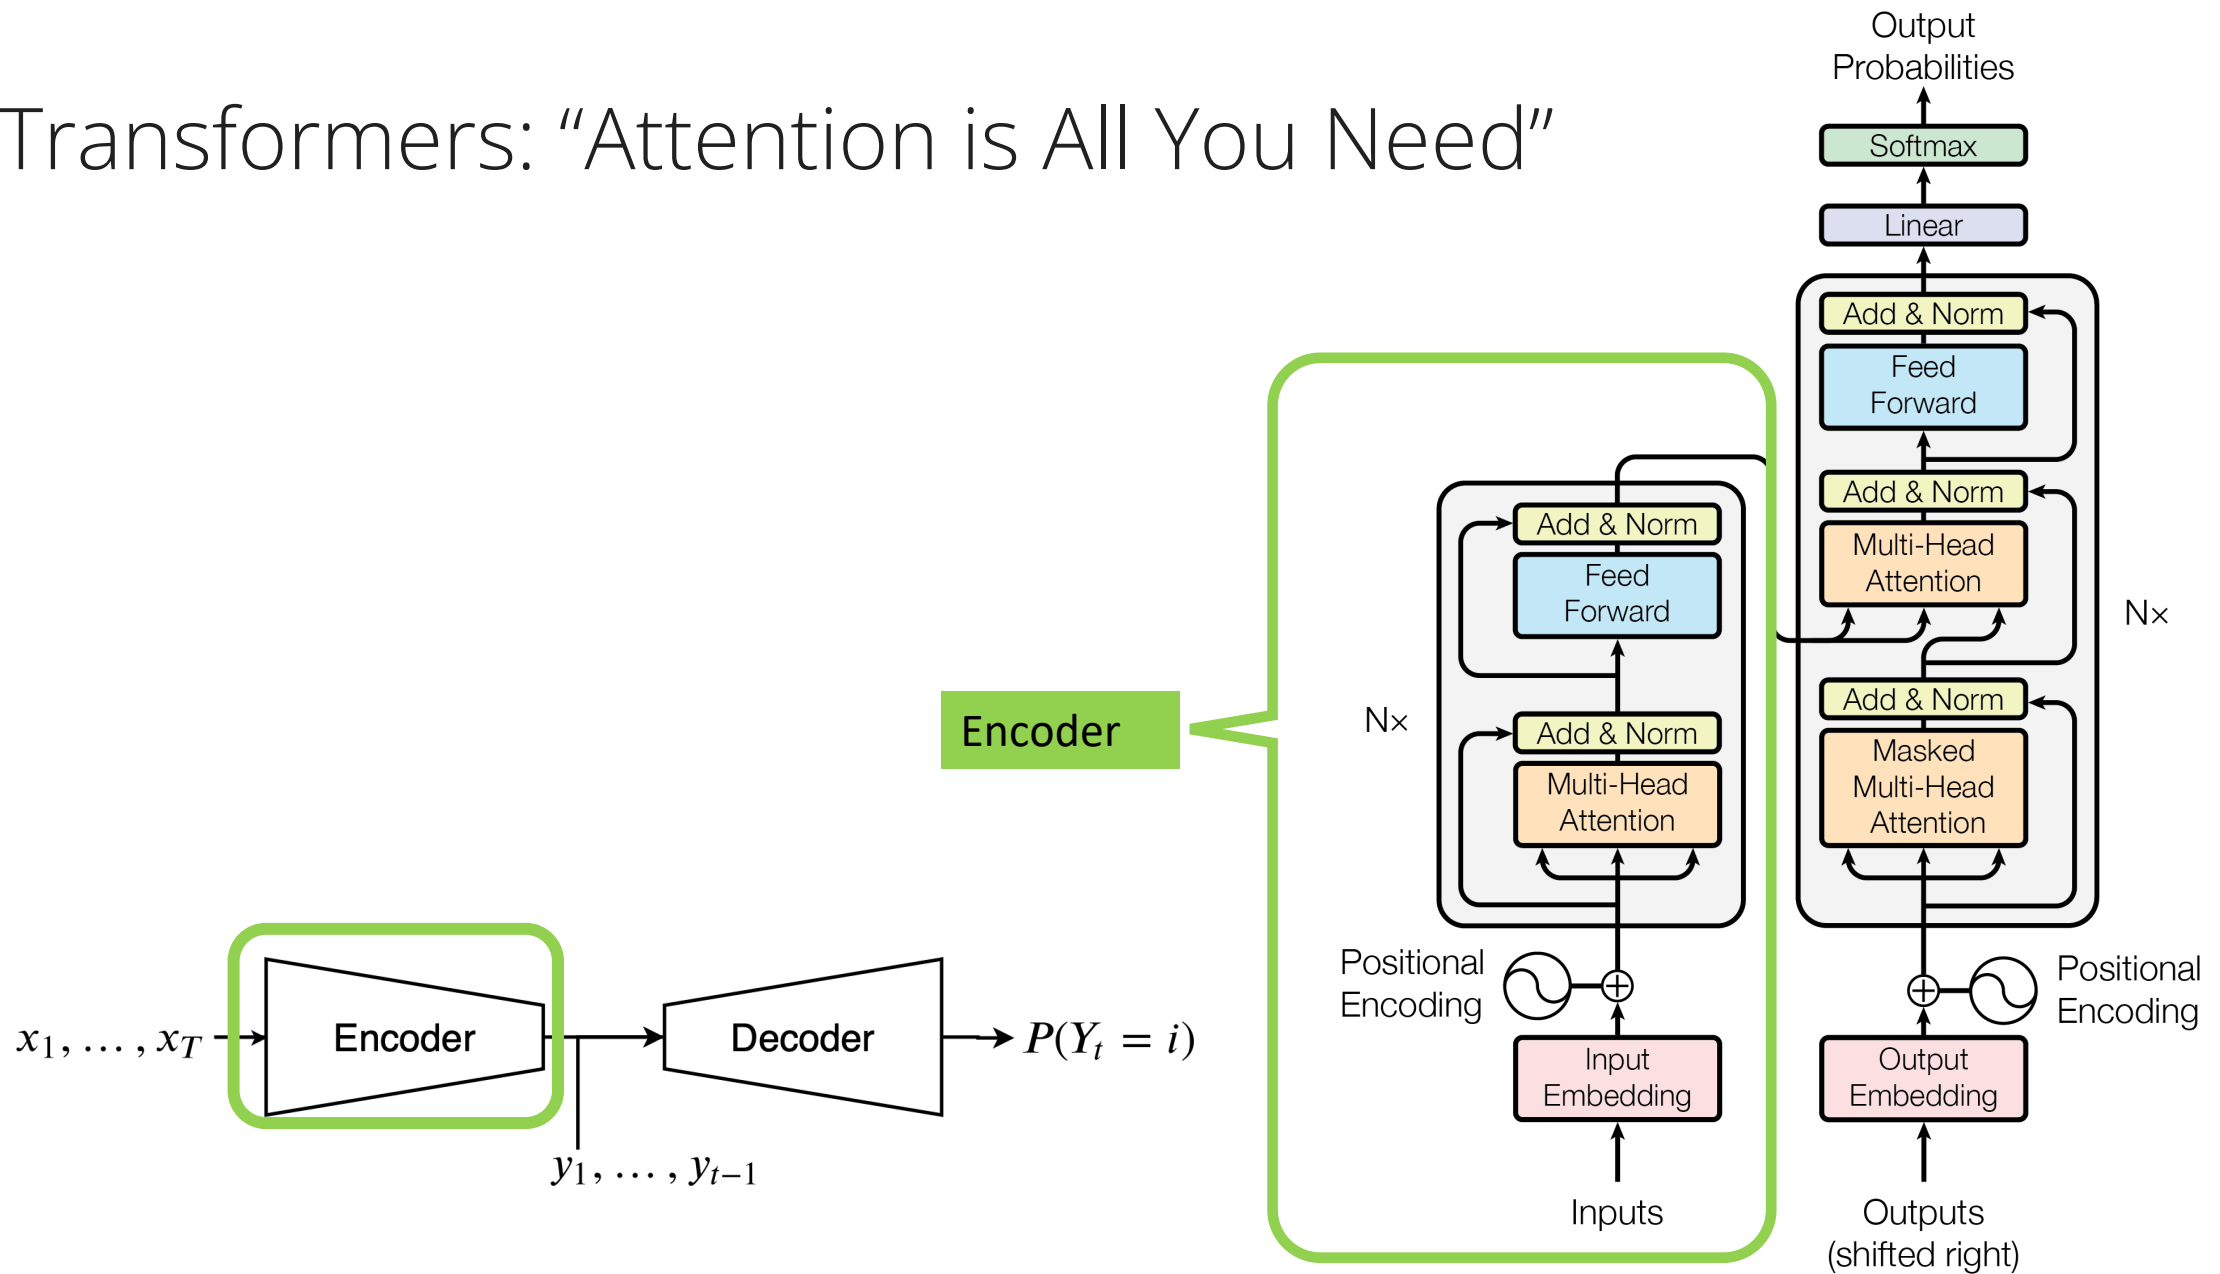 Transformers: “Attention is All You Need”
Encoder
x1, … , xT
Encoder
Decoder
P(Yt = i)
y1, … , yt−1
Output
Probabilities
Softmax
Linear
Add & Norm
Feed
Forward
Add & Norm
Multi-Head
Attention
N×
Add & Norm
Masked
Multi-Head
Attention
Positional
Encoding
Output
Embedding
Outputs
(shifted right)
Add & Norm
Feed
Forward
N×
Add & Norm
Multi-Head
Attention
Positional
Encoding
Input
Embedding
Inputs